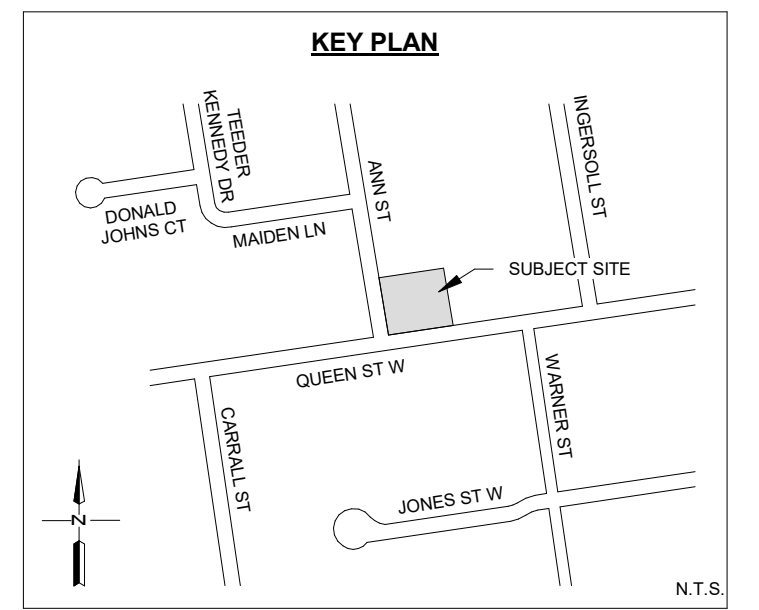 KEY PLAN
TEEDER
KENNEDY DR
ANN ST
INGERSOLL ST
DONALD
JOHNS CT
MAIDEN LN
SUBJECT SITE
QUEEN ST W
WARNER ST
CARRALL ST
JONES ST W
N
N.T.S.